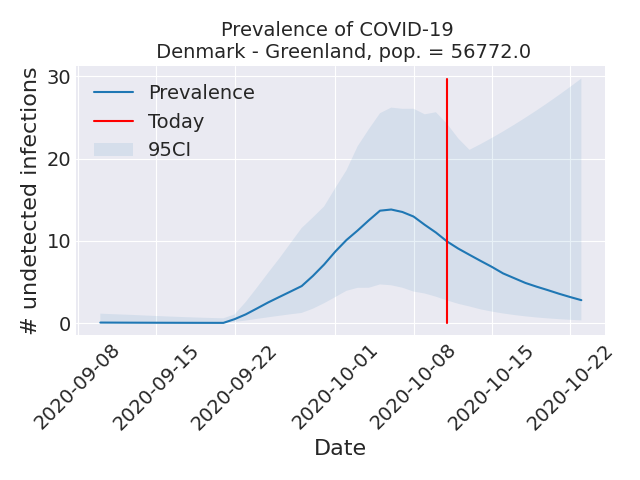 Prevalence of COVID-19
Denmark - Greenland, pop. = 56772.0
# undetected infections
30
20
10
0
Prevalence
Today
95CI
2020-09-08
2020-09-15
2020-09-22
2020-10-01
2020-10-08
2020-10-15
2020-10-22
Date